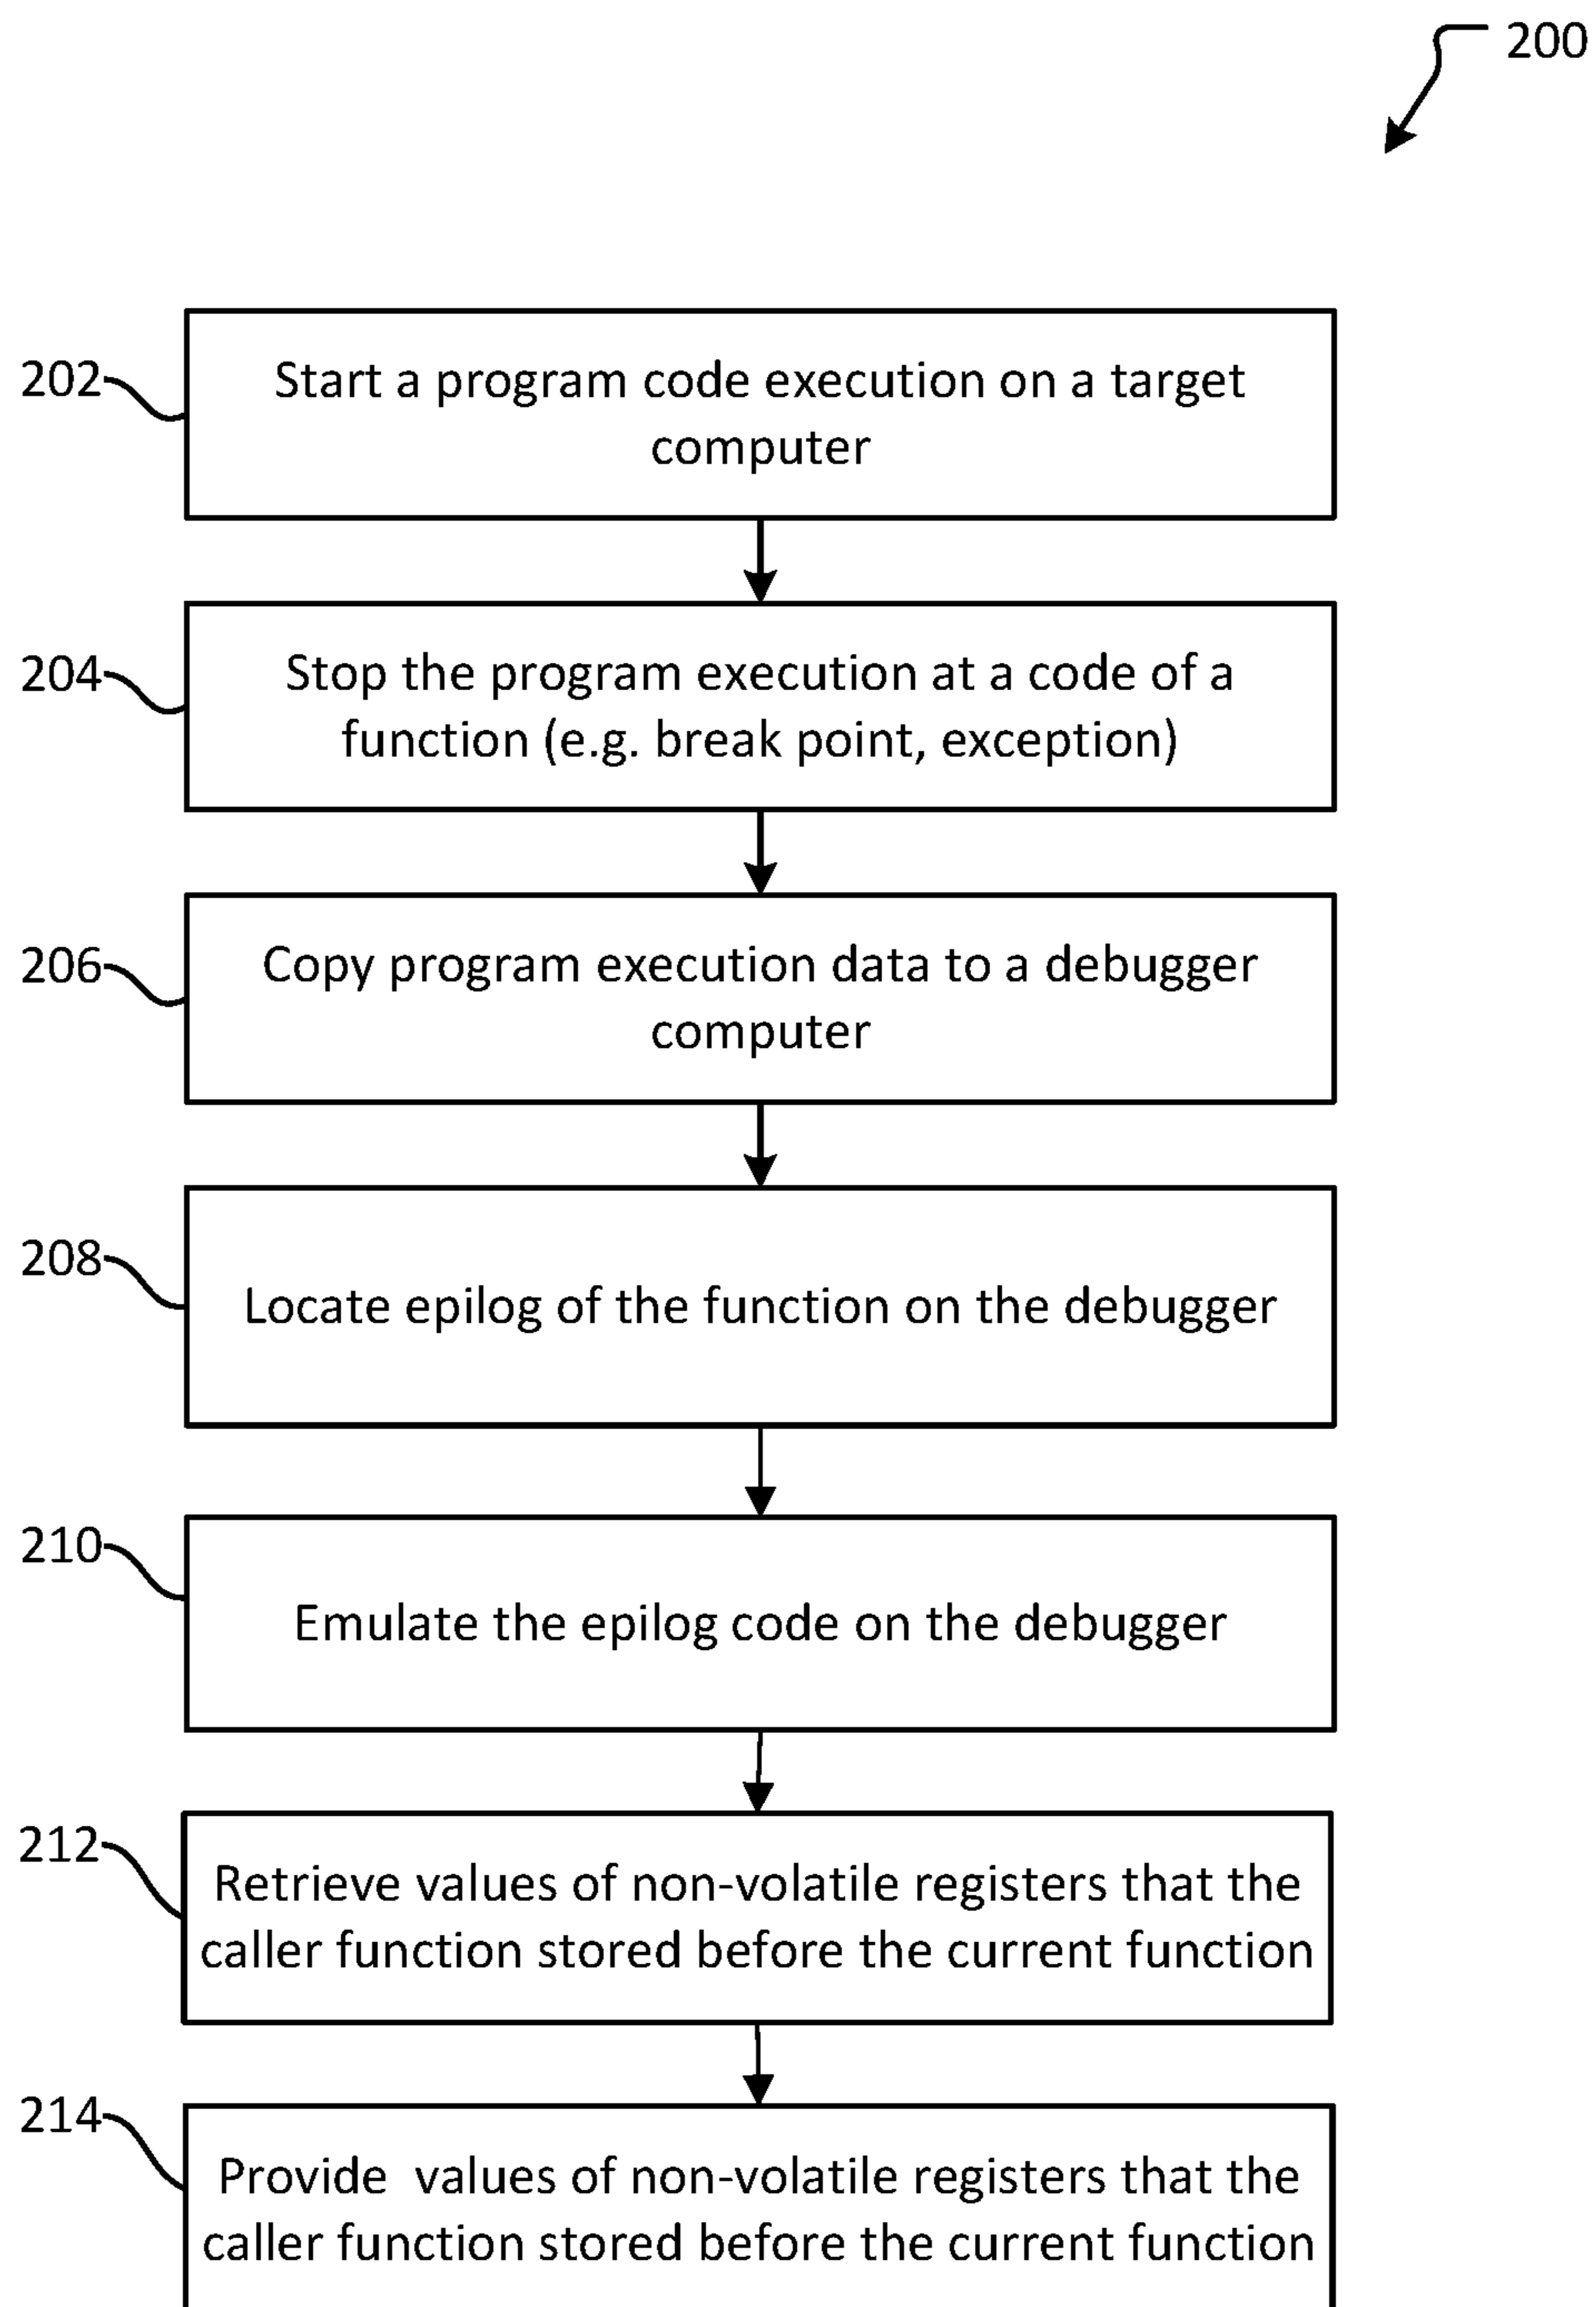 200
202
Start a program code execution on a target
computer
204
Stop the program execution at a code of a
function (e.g. break point, exception)
206
Copy program execution data to a debugger
computer
208
Locate epilog of the function on the debugger
210
Emulate the epilog code on the debugger
212
Retrieve values of non-volatile registers that the
caller function stored before the current function
214
Provide  values of non-volatile registers that the
caller function stored before the current function